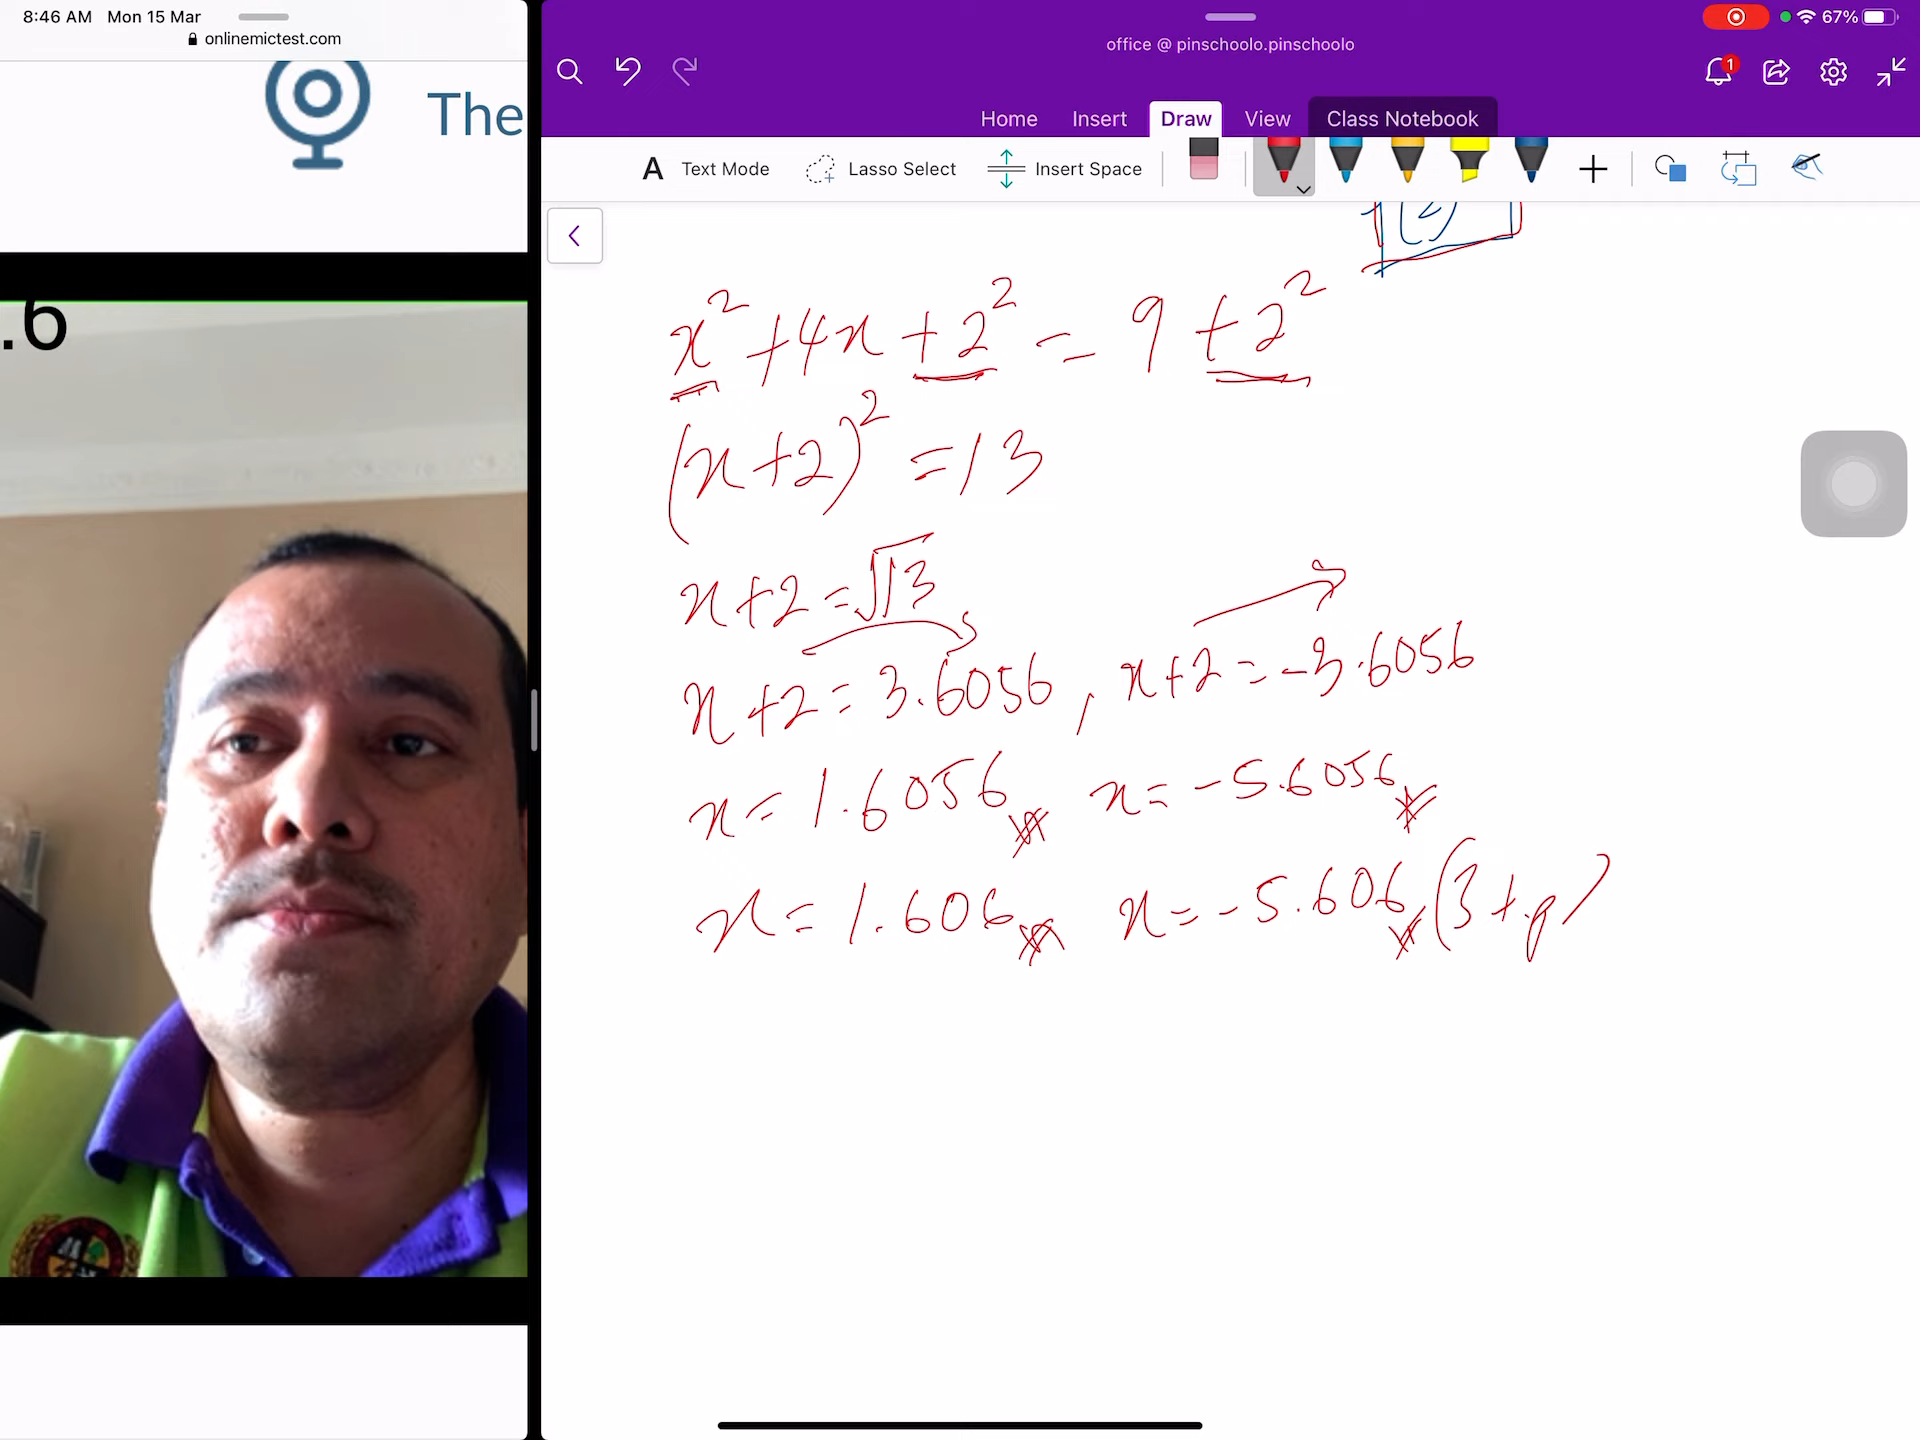 8:46 AM Mon 15 Mar
onlinemictest.com
The
.6
67%
office @ pinschoolo.pinschoolo
1
Home Insert Draw View Class Notebook
A Text Mode Lasso Select Insert Space
(2)
x² + 4x + 2² = 9 + 2²
(x+2)² = 13
x+2 = √13
x+2 = 3.6056, x+2 = -3.6056
x = 1.6056 x = -5.6056
x = 1.606 x = -5.606 (3 t.p)